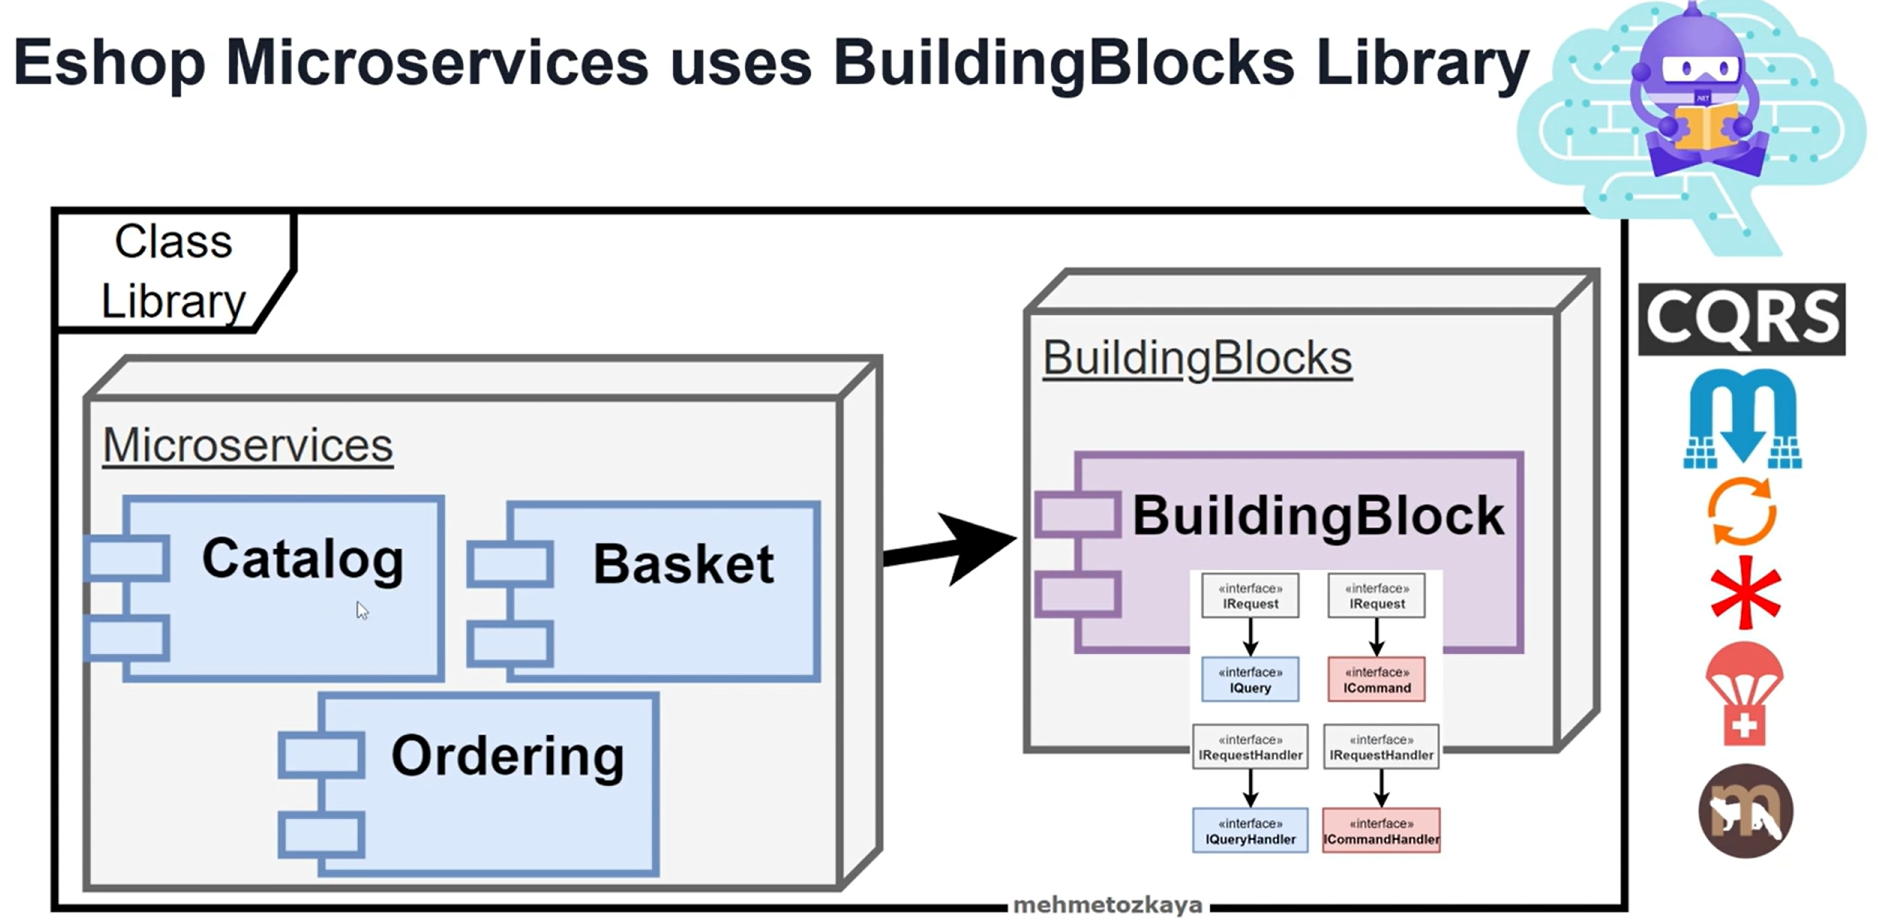 Eshop Microservices uses BuildingBlocks Library
.NET
Class
Library
Microservices
Catalog
Basket
Ordering
BuildingBlocks
BuildingBlock
«interface»
IRequest
«interface»
IRequest
«interface»
IQuery
«interface»
ICommand
«interface»
IRequestHandler
«interface»
IRequestHandler
«interface»
IQueryHandler
«interface»
ICommandHandler
CQRS
m
mehmetozkaya